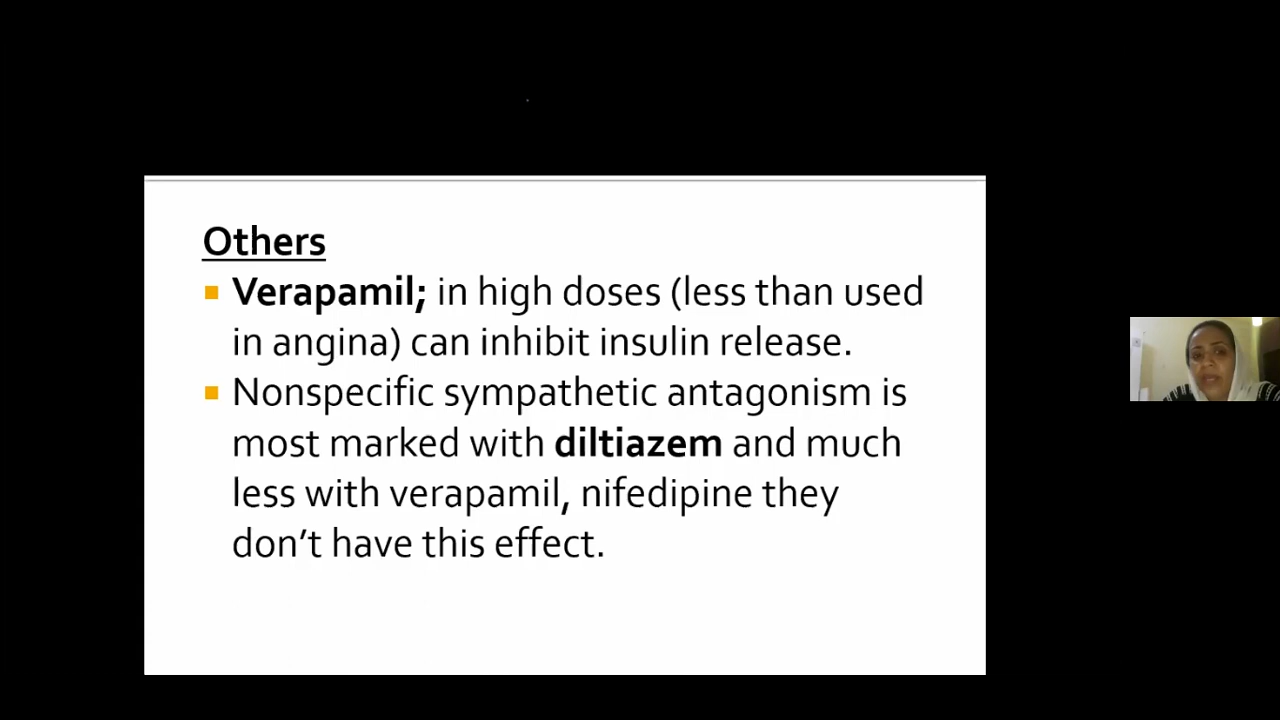 Others
Verapamil; in high doses (less than used
in angina) can inhibit insulin release.
Nonspecific sympathetic antagonism is
most marked with diltiazem and much
less with verapamil, nifedipine they
don’t have this effect.